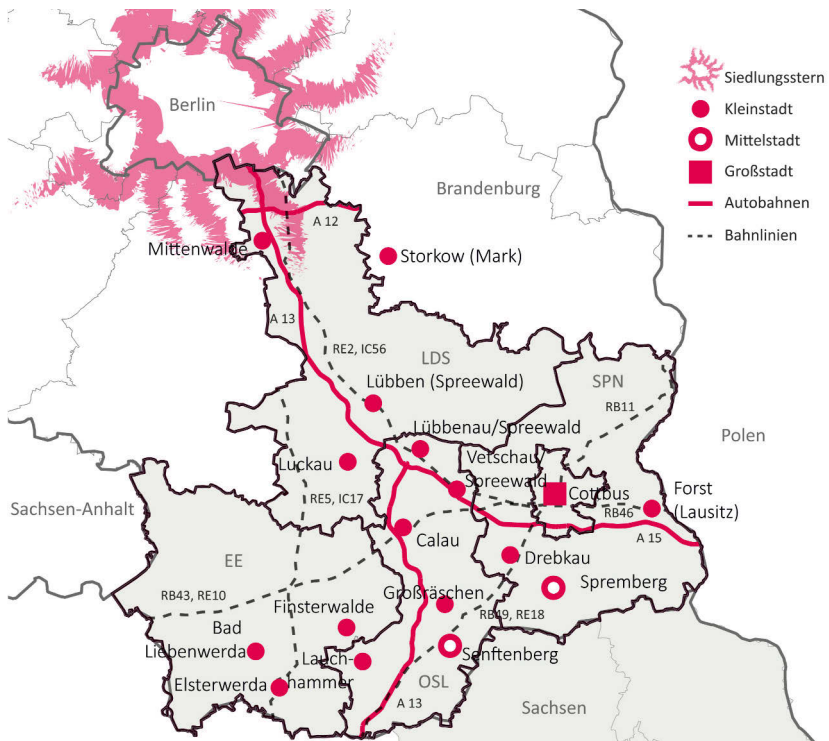 Berlin
Siedlungsstern
Kleinstadt
Mittelstadt
Großstadt
Autobahnen
Bahnlinien
Brandenburg
A 12
Mittenwalde
Storkow (Mark)
A 13
RE2, IC56
LDS
SPN
Lübben (Spreewald)
RB11
Lübbenau/Spreewald
Polen
Vetschau/
Spreewald
Luckau
Cottbus
Forst
(Lausitz)
RE5, IC17
RB46
Sachsen-Anhalt
A 15
Calau
EE
Drebkau
Spremberg
RB43, RE10
Großräschen
Finsterwalde
RB49, RE18
Bad
Liebenwerda
Senftenberg
Lauch-
hammer
Elsterwerda
OSL
A 13
Sachsen